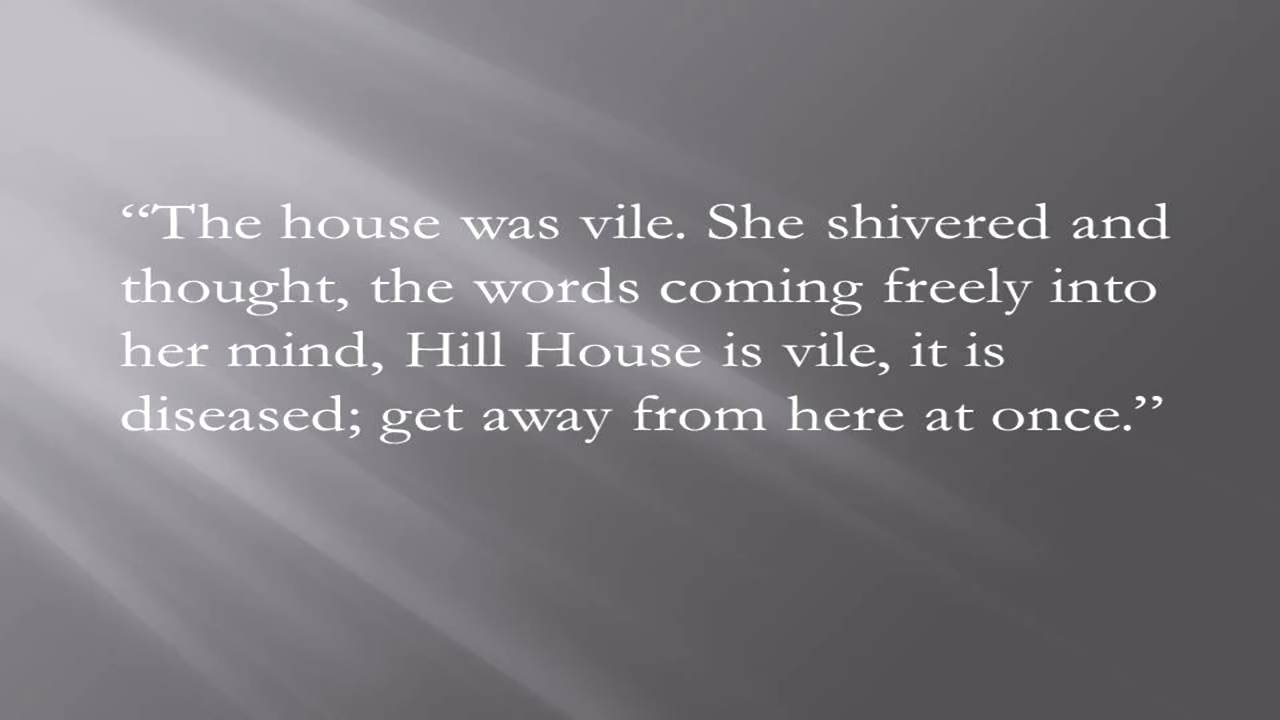 “The house was vile. She shivered and
thought, the words coming freely into
her mind, Hill House is vile, it is
diseased; get away from here at once.”